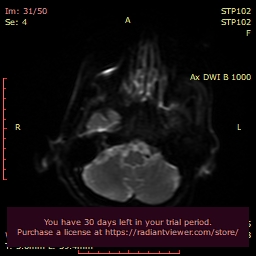 Im: 31/50
Se: 4
A
STP102
STP102
F
Ax DWI B 1000
R
L
You have 30 days left in your trial period.
Purchase a license at https://radiantviewer.com/store/